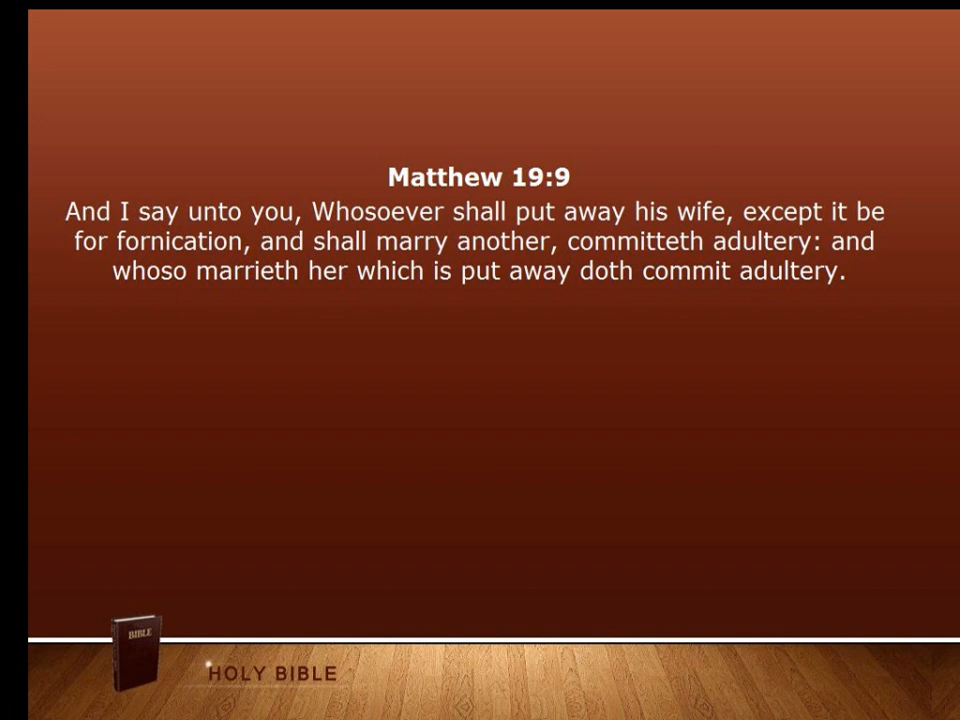 Matthew 19:9
And I say unto you, Whosoever shall put away his wife, except it be
for fornication, and shall marry another, committeth adultery: and
whoso marrieth her which is put away doth commit adultery.
BIBLE
HOLY BIBLE